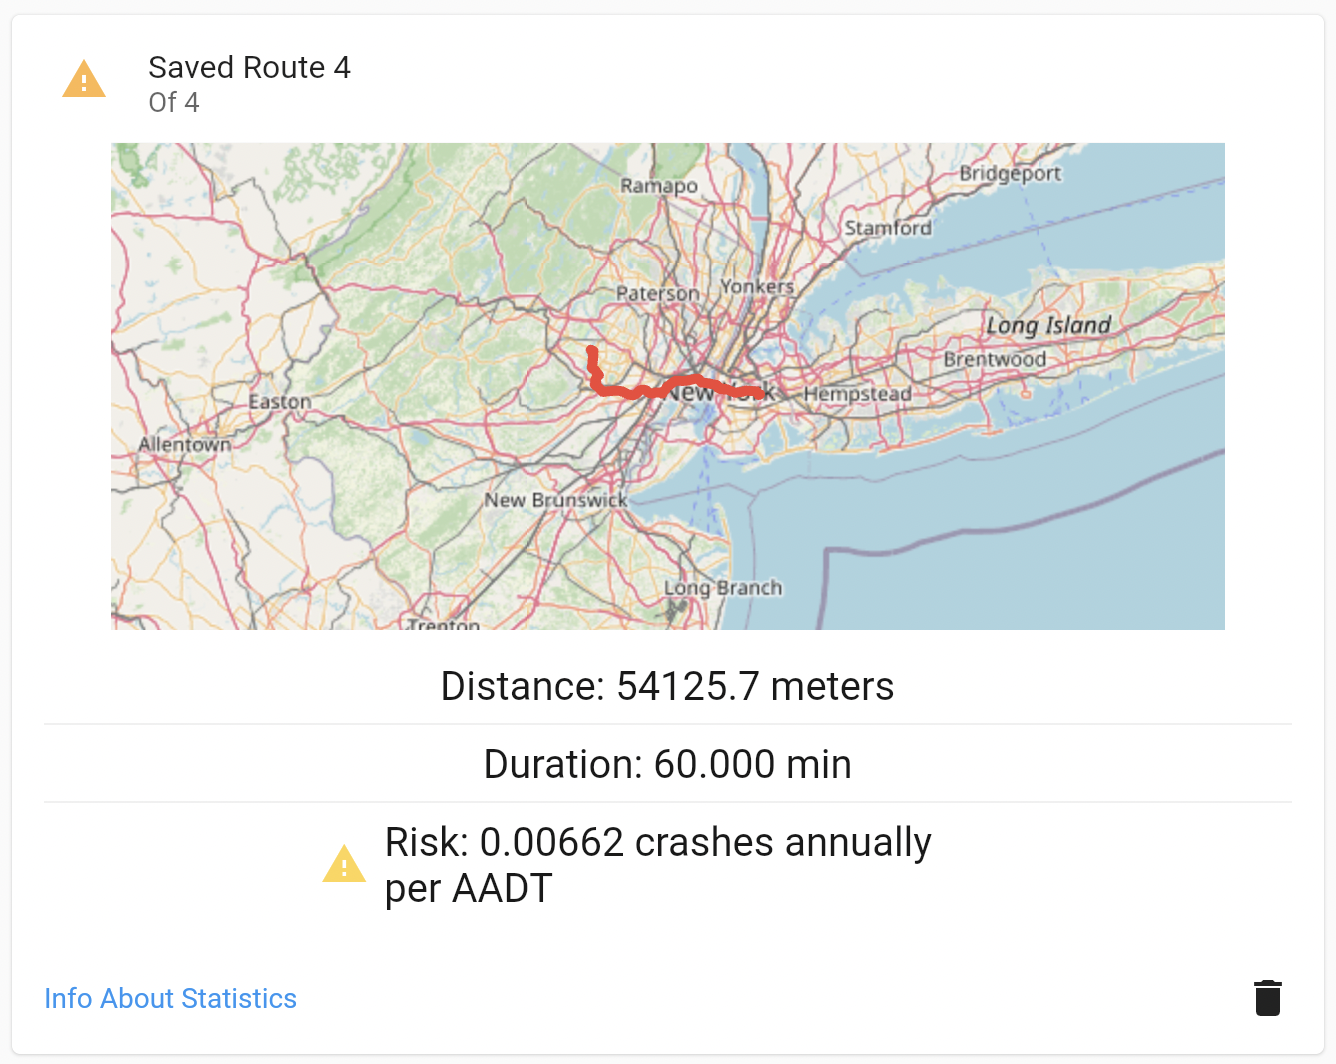 Saved Route 4
Of 4
Bridgeport
Ramapo
Stamford
Yonkers
Paterson
Long Island
Brentwood
New York
Hempstead
Easton
Allentown
New Brunswick
Long Branch
Trenton
Distance: 54125.7 meters
Duration: 60.000 min
Risk: 0.00662 crashes annually
per AADT
Info About Statistics